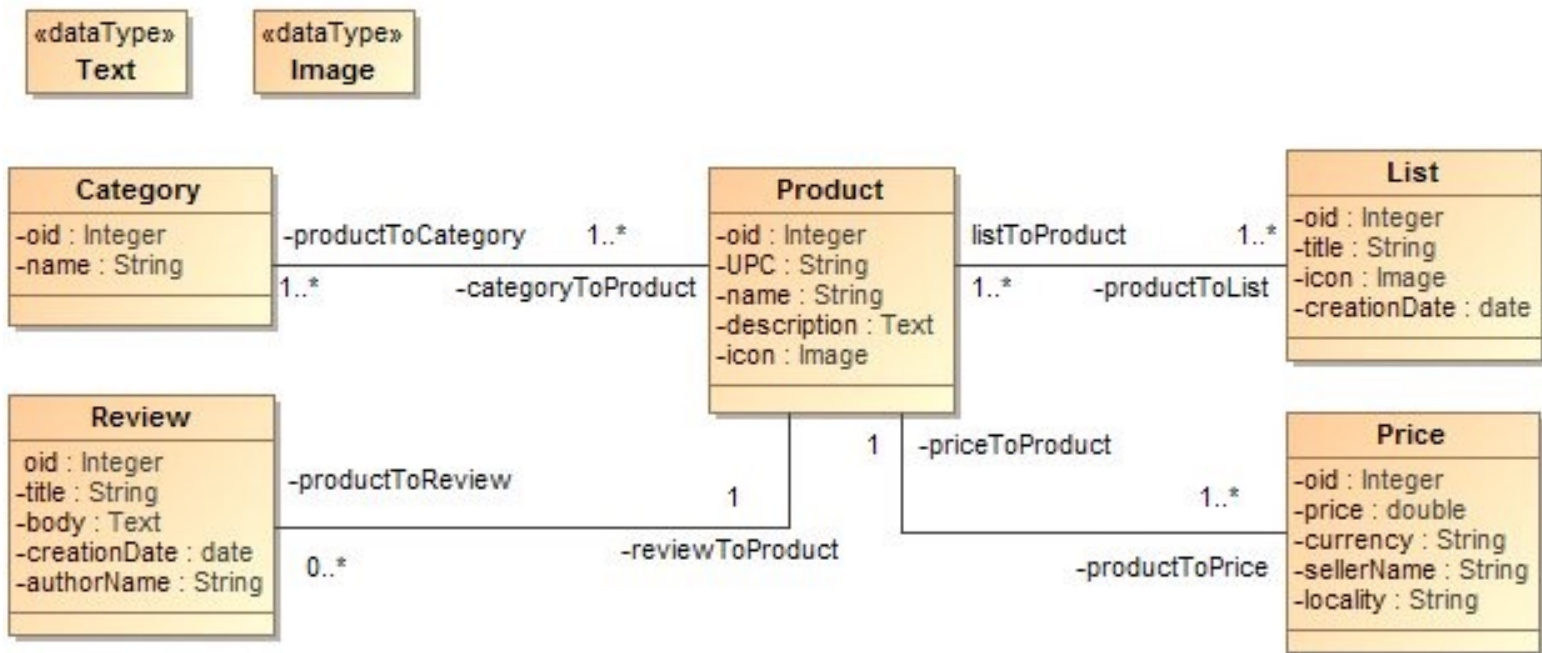 «dataType»
Text
«dataType»
Image
Category
-oid : Integer
-name : String
-productToCategory
1..*
1..*
-categoryToProduct
Product
-oid : Integer
-UPC : String
-name : String
-description : Text
-icon : Image
listToProduct
1..*
1..*
-productToList
List
-oid : Integer
-title : String
-icon : Image
-creationDate : date
Review
oid : Integer
-title : String
-body : Text
-creationDate : date
-authorName : String
-productToReview
1
0..*
-reviewToProduct
1
-priceToProduct
1..*
-productToPrice
Price
-oid : Integer
-price : double
-currency : String
-sellerName : String
-locality : String